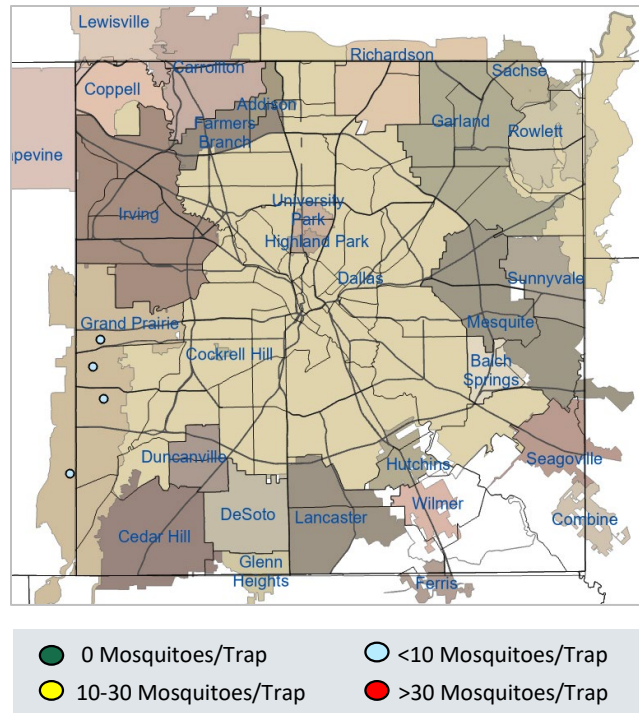 Lewisville
Richardson
Carrollton
Sachse
Coppell
Addison
Garland
Rowlett
Farmers
Branch
apevine
University
Park
Irving
Highland Park
Dallas
Sunnyvale
Grand Prairie
Mesquite
Cockrell Hill
Balch
Springs
Duncanville
Hutchins
Seagoville
Wilmer
Combine
Cedar Hill
DeSoto
Lancaster
Glenn
Heights
Ferris
0 Mosquitoes/Trap
<10 Mosquitoes/Trap
10-30 Mosquitoes/Trap
>30 Mosquitoes/Trap